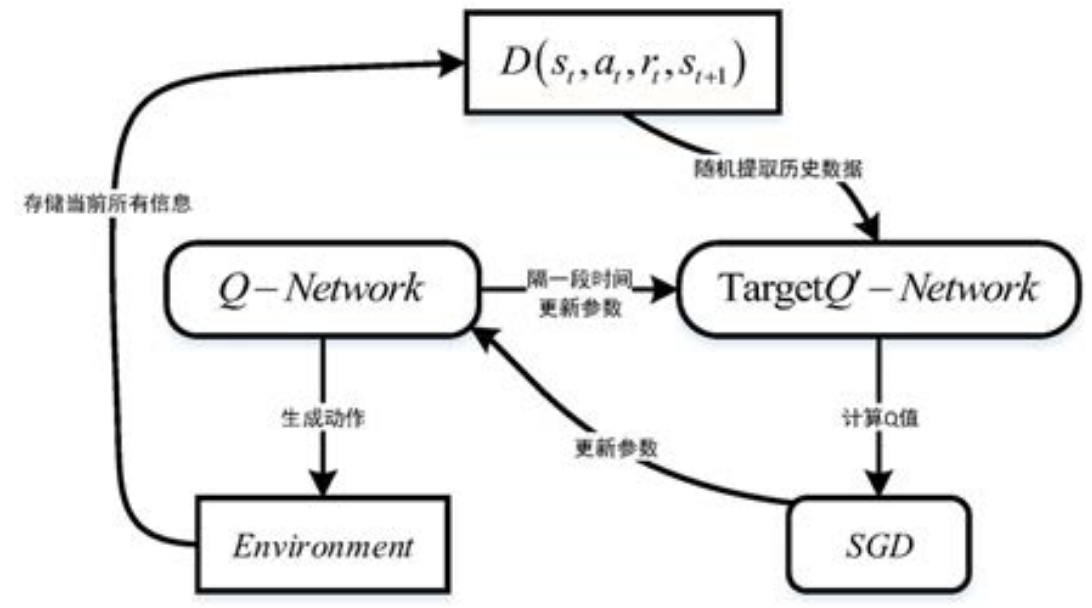 D(s_t, a_t, r_t, s_{t+1})
随机提取历史数据
存储当前所有信息
Q－Network
隔一段时间
更新参数
TargetQ′－Network
生成动作
计算Q值
更新参数
Environment
SGD